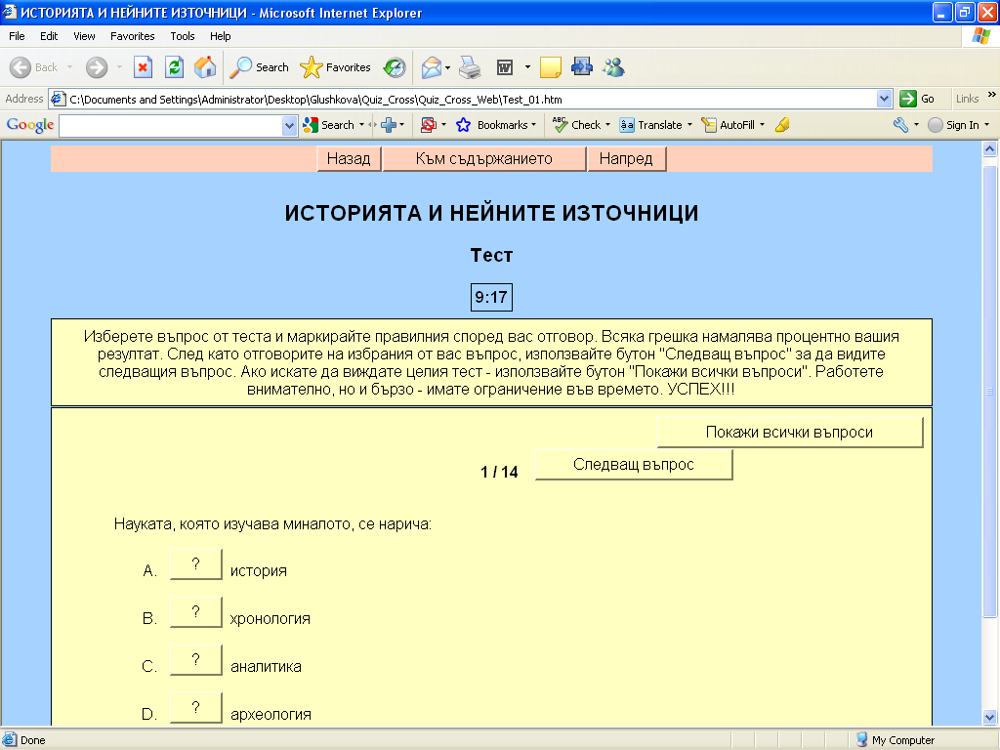 ИСТОРИЯТА И НЕЙНИТЕ ИЗТОЧНИЦИ - Microsoft Internet Explorer
File Edit View Favorites Tools Help
Back Search Favorites
Address C:\Documents and Settings\Administrator\Desktop\Glushkova\Quiz_Cross\Quiz_Cross_Web\Test_01.htm Go Links »
Google Search Bookmarks ABC Check aā Translate AutoFill Sign In
Назад Към съдържанието Напред
ИСТОРИЯТА И НЕЙНИТЕ ИЗТОЧНИЦИ
Тест
9:17
Изберете въпрос от теста и маркирайте правилния според вас отговор. Всяка грешка намалява процентно вашия
резултат. След като отговорите на избрания от вас въпрос, използвайте бутон "Следващ въпрос" за да видите
следващия въпрос. Ако искате да виждате целия тест - използвайте бутон "Покажи всички въпроси". Работете
внимателно, но и бързо - имате ограничение във времето. УСПЕХ!!!
Покажи всички въпроси
1 / 14 Следващ въпрос
Науката, която изучава миналото, се нарича:
A. ? история
B. ? хронология
C. ? аналитика
D. ? археология
Done My Computer